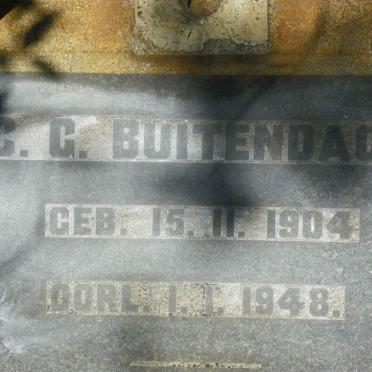 C. G. BUITENDAG
GEB. 15. 11. 1904
OORL. 1. 1. 1948.